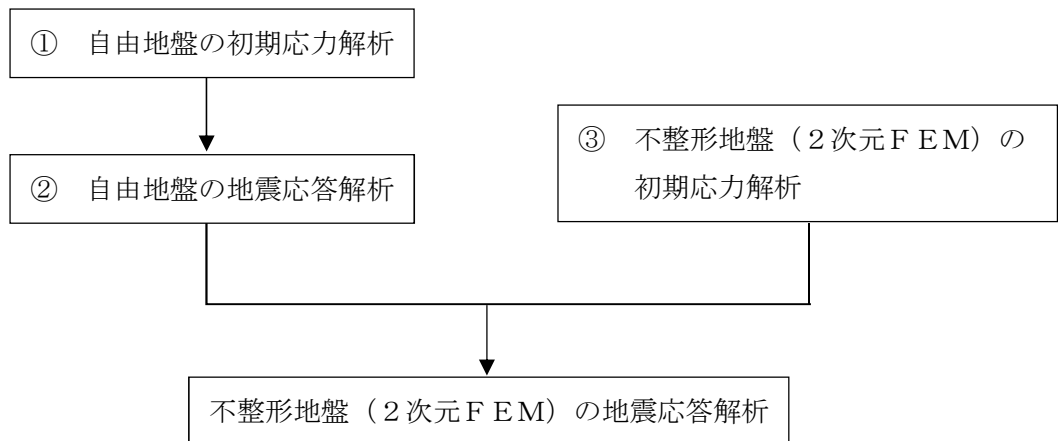 ① 自由地盤の初期応力解析
② 自由地盤の地震応答解析
③ 不整形地盤（２次元ＦＥＭ）の
初期応力解析
不整形地盤（２次元ＦＥＭ）の地震応答解析